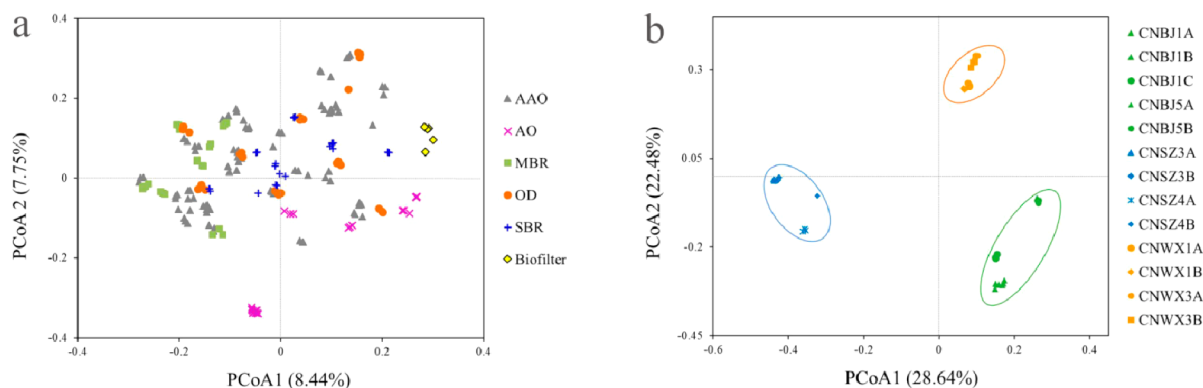 a
0.4
0.2
0
-0.2
-0.4
-0.4
-0.2
0
0.2
0.4
PCoA 2 (7.75%)
PCoA1 (8.44%)
AAO
AO
MBR
OD
SBR
Biofilter
b
0.3
0.05
-0.2
-0.45
-0.6
-0.4
-0.2
0
0.2
0.4
PCoA2 (22.48%)
PCoA1 (28.64%)
CNBJ1A
CNBJ1B
CNBJ1C
CNBJ5A
CNBJ5B
CNSZ3A
CNSZ3B
CNSZ4A
CNSZ4B
CNWX1A
CNWX1B
CNWX3A
CNWX3B